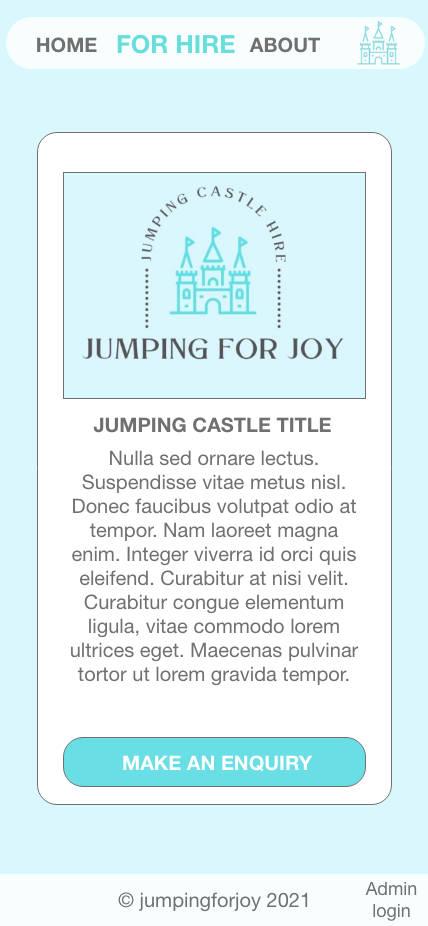 HOME FOR HIRE ABOUT
JUMPING CASTLE HIRE
JUMPING FOR JOY
JUMPING CASTLE TITLE
Nulla sed ornare lectus.
Suspendisse vitae metus nisl.
Donec faucibus volutpat odio at
tempor. Nam laoreet magna
enim. Integer viverra id orci quis
eleifend. Curabitur at nisi velit.
Curabitur congue elementum
ligula, vitae commodo lorem
ultrices eget. Maecenas pulvinar
tortor ut lorem gravida tempor.
MAKE AN ENQUIRY
© jumpingforjoy 2021
Admin
login